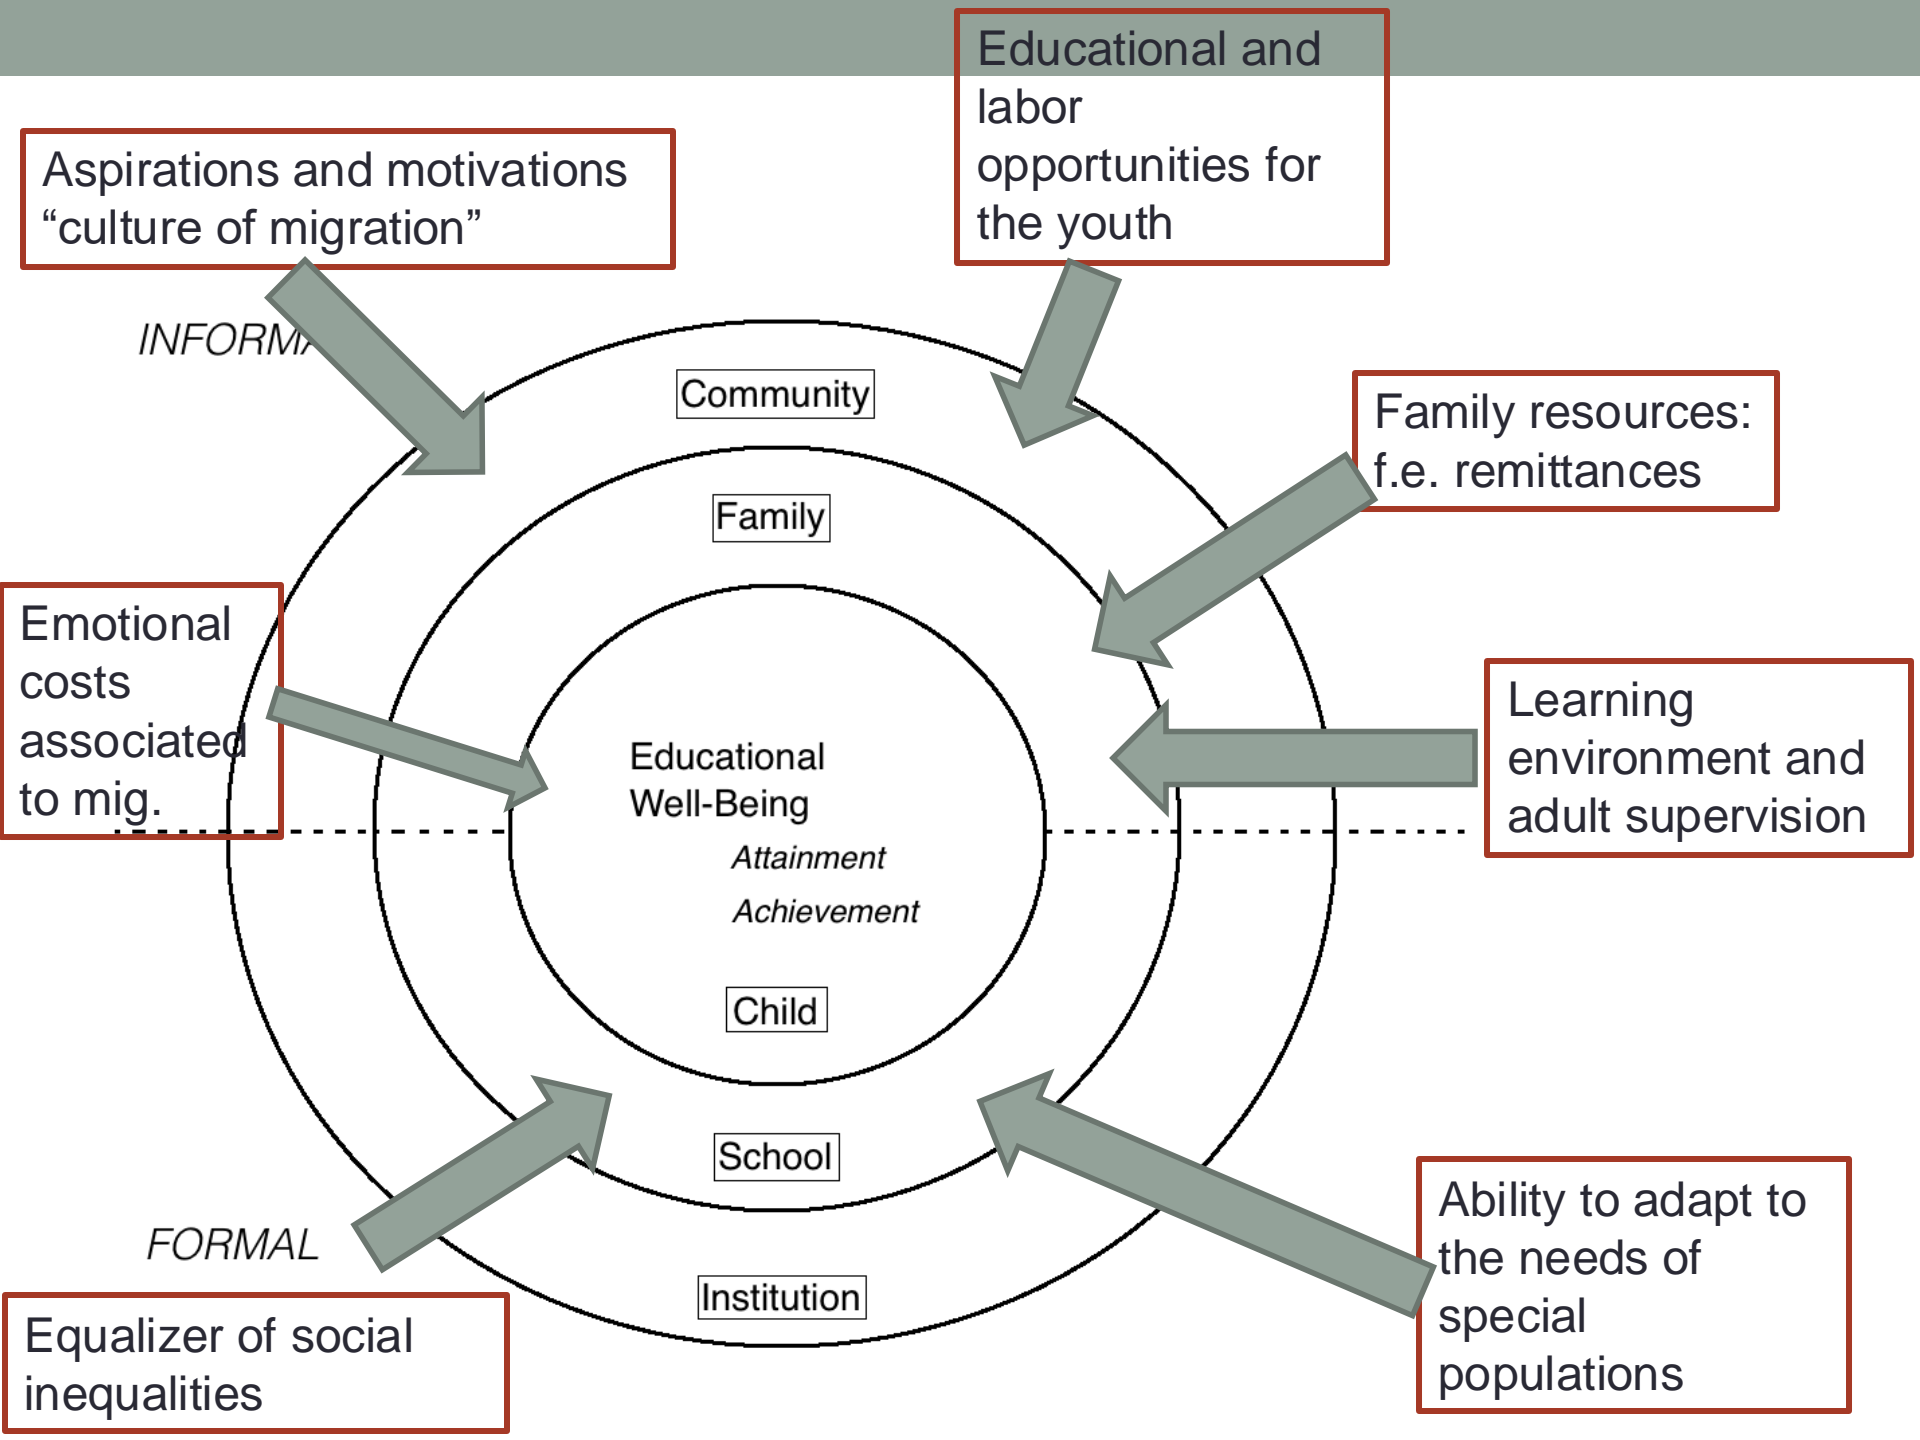 Educational and
labor
opportunities for
the youth
Aspirations and motivations
“culture of migration”
INFORMA
Community
Family resources:
f.e. remittances
Family
Emotional
costs
associated
to mig.
Learning
environment and
adult supervision
Educational
Well-Being
Attainment
Achievement
Child
School
Ability to adapt to
the needs of
special
populations
FORMAL
Institution
Equalizer of social
inequalities